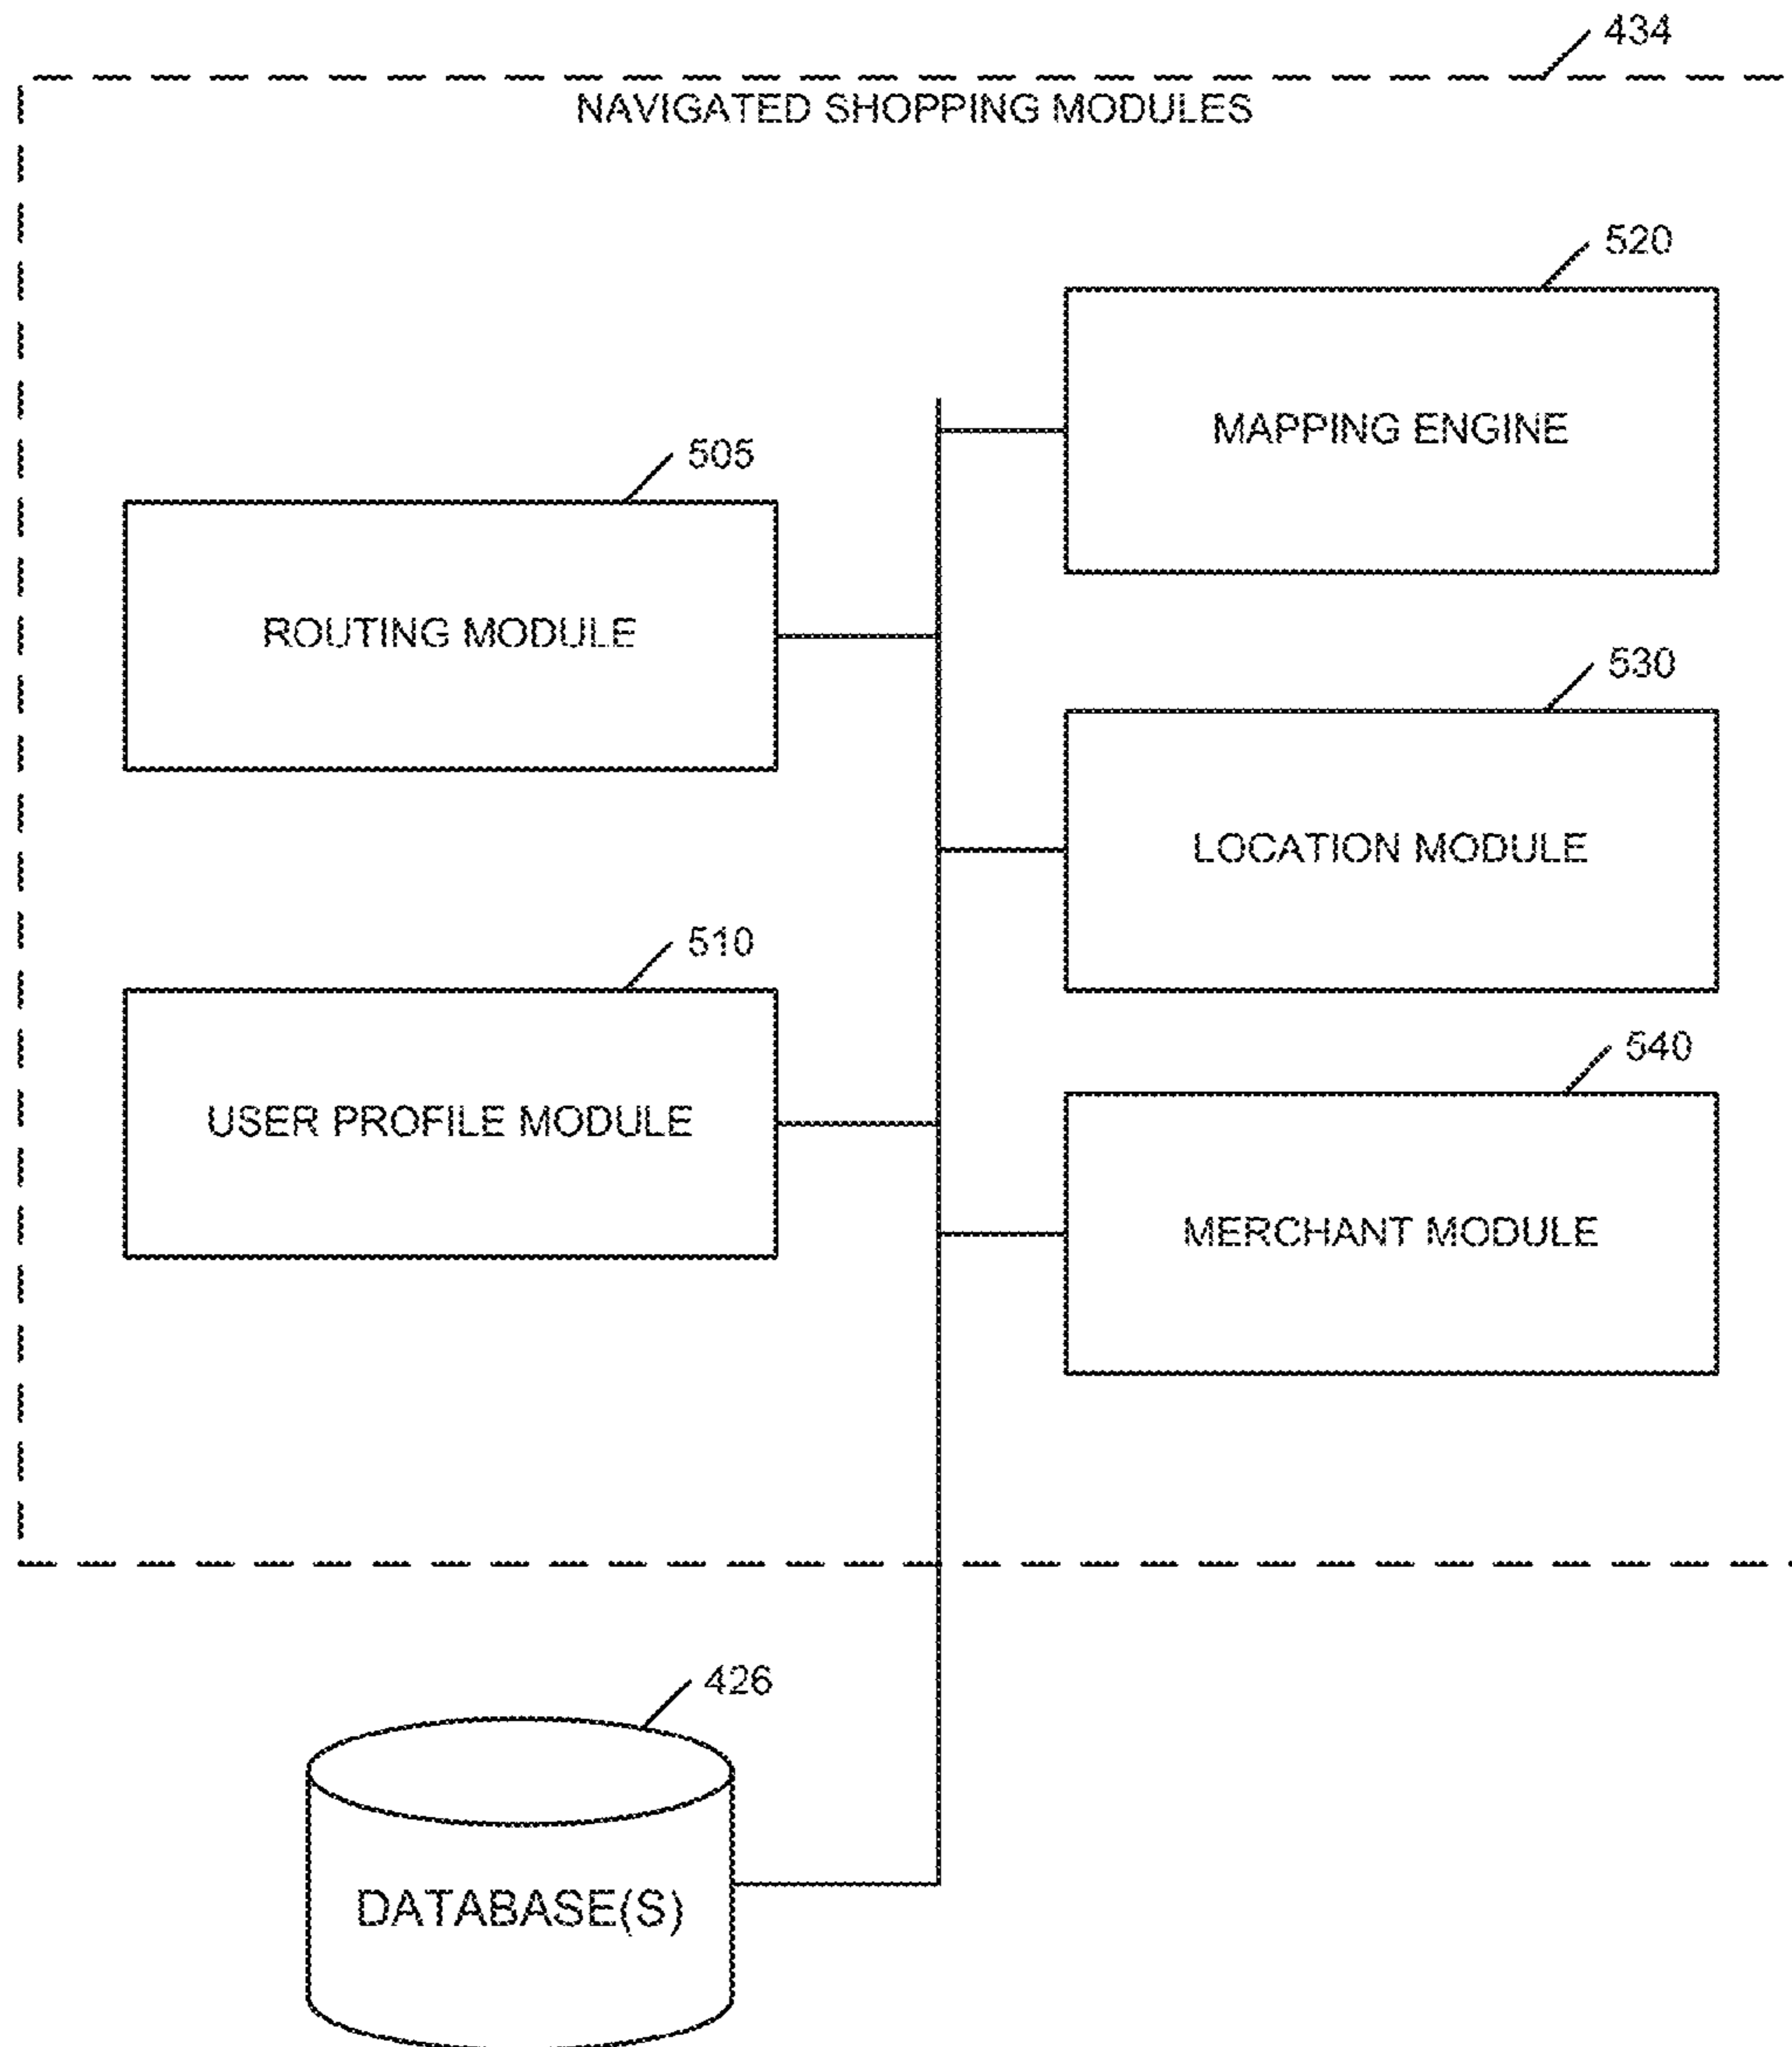 434
NAVIGATED SHOPPING MODULES
520
MAPPING ENGINE
505
ROUTING MODULE
530
LOCATION MODULE
510
USER PROFILE MODULE
540
MERCHANT MODULE
426
DATABASE(S)